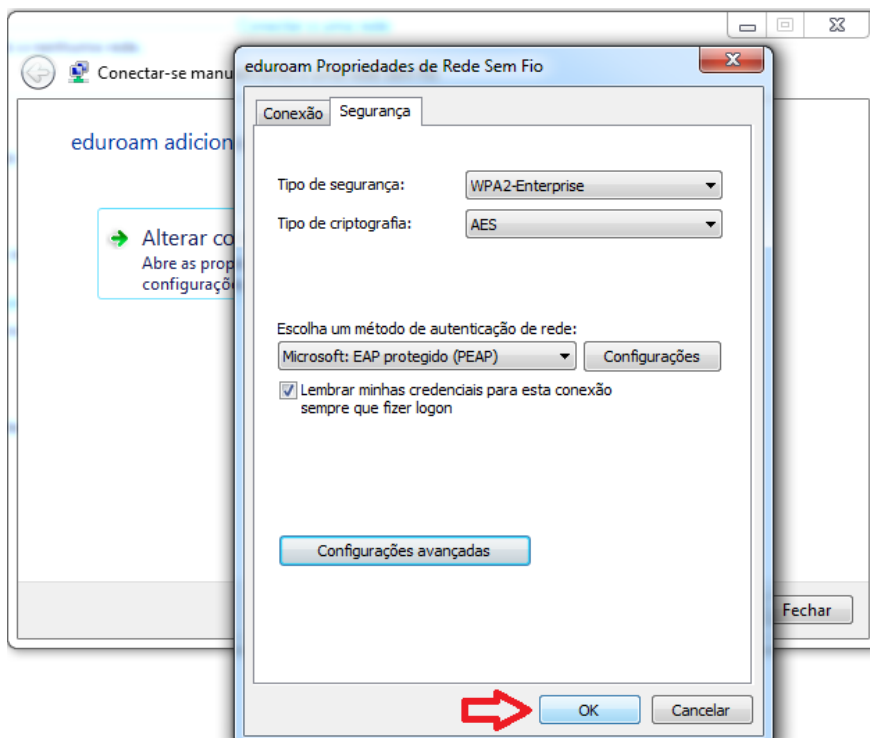 Conectar-se manu
eduroam Propriedades de Rede Sem Fio
Conexão
Segurança
eduroam adicion
Tipo de segurança:
WPA2-Enterprise
Tipo de criptografia:
AES
Alterar co
Abre as prop
configuraçõ
Escolha um método de autenticação de rede:
Microsoft: EAP protegido (PEAP)
Configurações
Lembrar minhas credenciais para esta conexão
sempre que fizer logon
Configurações avançadas
Fechar
OK
Cancelar